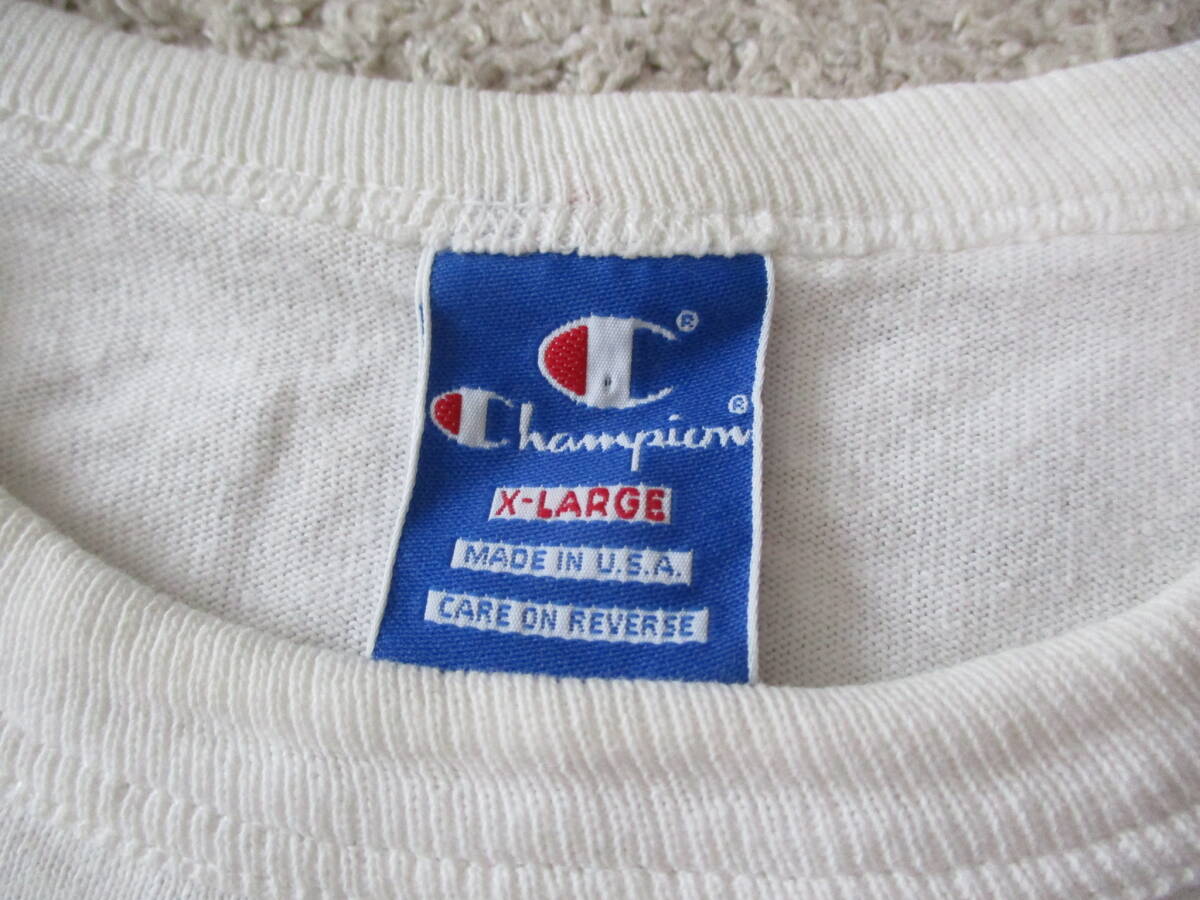 ®
Champion®
X-LARGE
MADE IN U.S.A.
CARE ON REVERSE